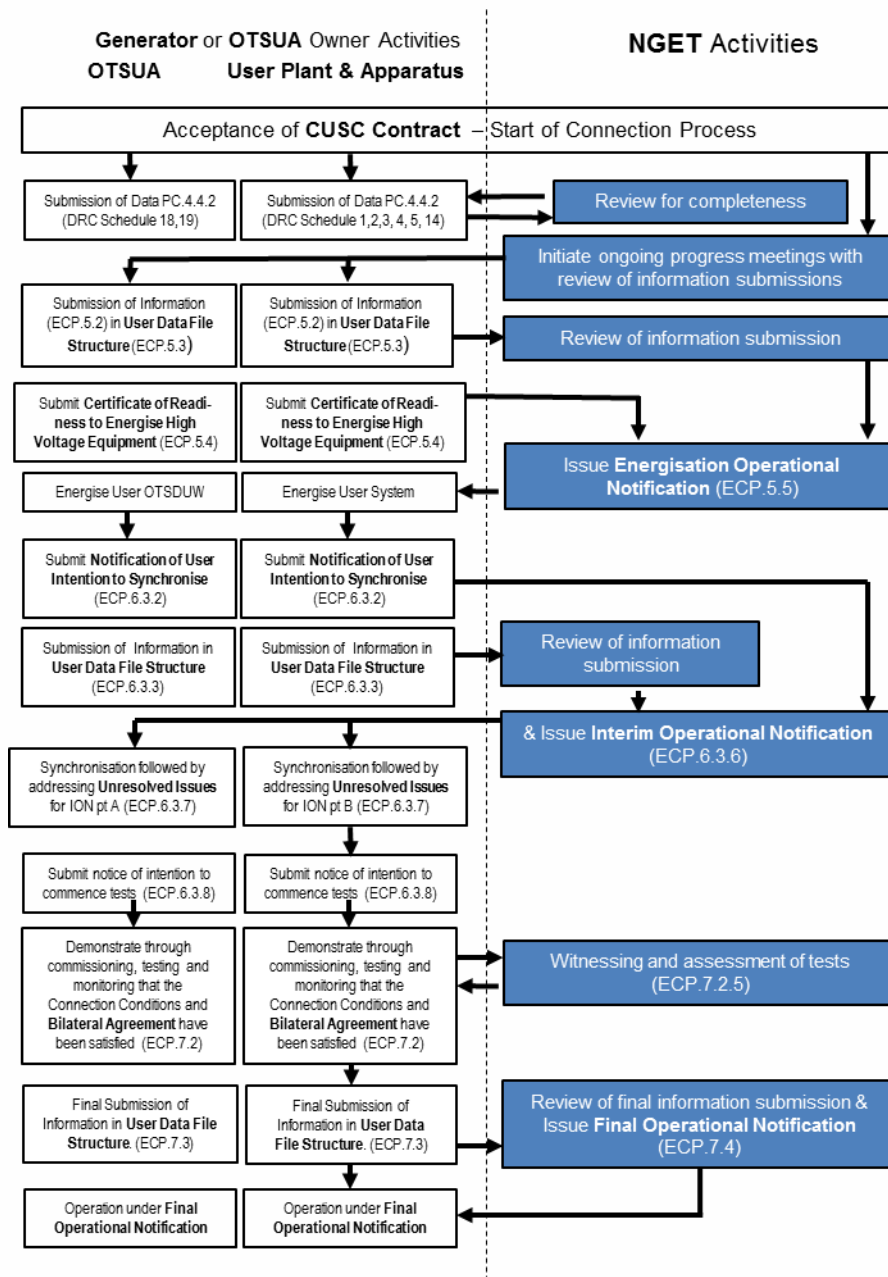 Generator or OTSUA Owner Activities
OTSUA User Plant & Apparatus
NGET Activities
Acceptance of CUSC Contract – Start of Connection Process
Submission of Data PC.4.4.2
(DRC Schedule 18,19)
Submission of Data PC.4.4.2
(DRC Schedule 1,2,3, 4, 5, 14)
Review for completeness
Initiate ongoing progress meetings with
review of information submissions
Submission of Information
(ECP.5.2) in User Data File
Structure (ECP.5.3)
Submission of Information
(ECP.5.2) in User Data File
Structure (ECP.5.3)
Review of information submission
Submit Certificate of Readi-
ness to Energise High
Voltage Equipment (ECP.5.4)
Submit Certificate of Readi-
ness to Energise High
Voltage Equipment (ECP.5.4)
Issue Energisation Operational
Notification (ECP.5.5)
Energise User OTSDUW
Energise User System
Submit Notification of User
Intention to Synchronise
(ECP.6.3.2)
Submit Notification of User
Intention to Synchronise
(ECP.6.3.2)
Submission of Information in
User Data File Structure
(ECP.6.3.3)
Submission of Information in
User Data File Structure
(ECP.6.3.3)
Review of information
submission
& Issue Interim Operational Notification
(ECP.6.3.6)
Synchronisation followed by
addressing Unresolved Issues
for ION pt A (ECP.6.3.7)
Synchronisation followed by
addressing Unresolved Issues
for ION pt B (ECP.6.3.7)
Submit notice of intention to
commence tests (ECP.6.3.8)
Submit notice of intention to
commence tests (ECP.6.3.8)
Demonstrate through
commissioning, testing and
monitoring that the
Connection Conditions and
Bilateral Agreement have
been satisfied (ECP.7.2)
Demonstrate through
commissioning, testing and
monitoring that the
Connection Conditions and
Bilateral Agreement have
been satisfied (ECP.7.2)
Witnessing and assessment of tests
(ECP.7.2.5)
Final Submission of
Information in User Data File
Structure. (ECP.7.3)
Final Submission of
Information in User Data
File Structure. (ECP.7.3)
Review of final information submission &
Issue Final Operational Notification
(ECP.7.4)
Operation under Final
Operational Notification
Operation under Final
Operational Notification